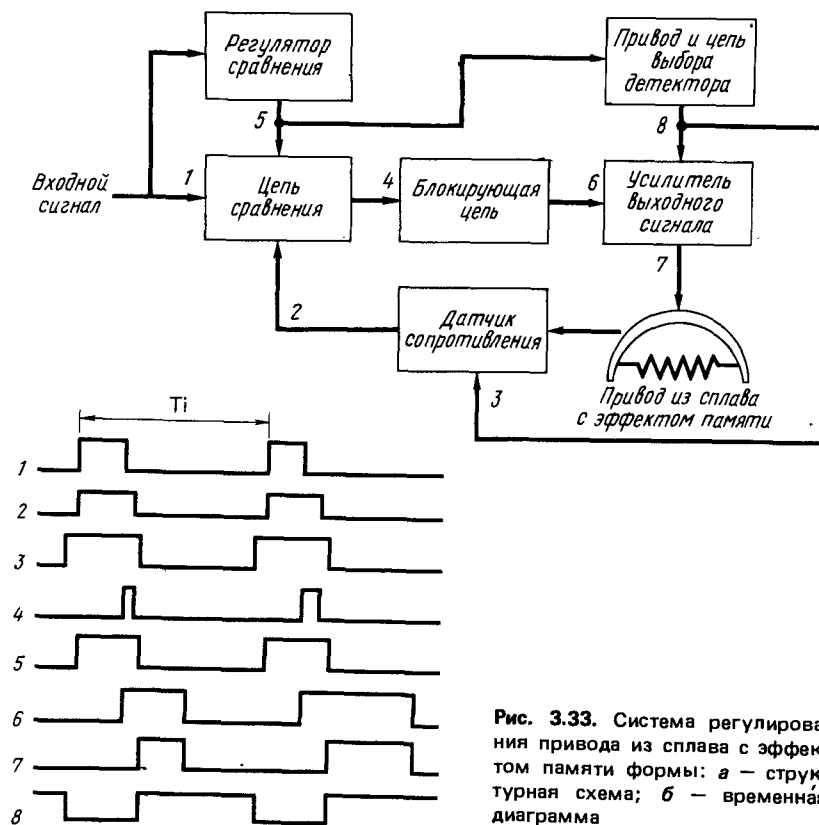 Регулятор
сравнения
Привод и цепь
выбора
детектора
5
8
Входной
сигнал
1
Цепь
сравнения
4
Блокирующая
цепь
6
Усилитель
выходного
сигнала
7
2
Датчик
сопротивления
3
Привод из сплава
с эффектом памяти
Ti
1
2
3
4
5
6
7
8
Рис. 3.33. Система регулирова-
ния привода из сплава с эффек-
том памяти формы: а — струк-
турная схема; б — временная
диаграмма